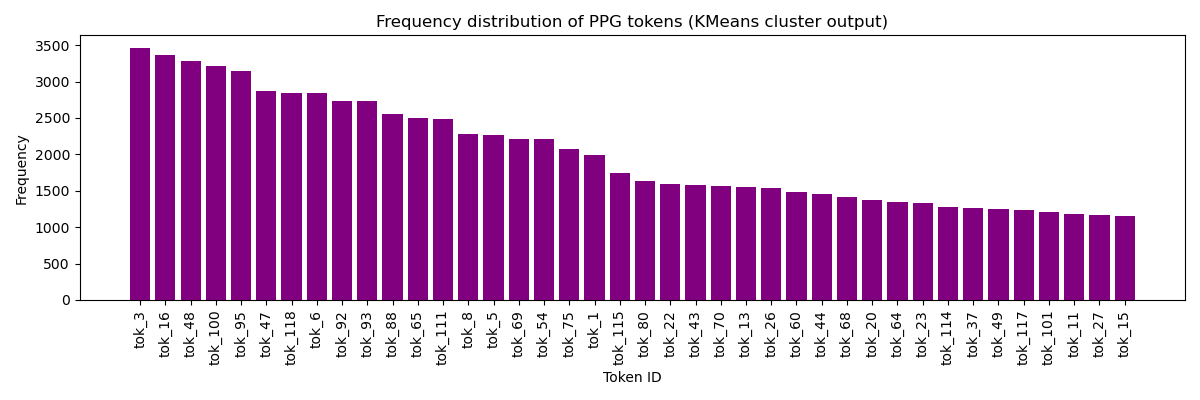 Frequency distribution of PPG tokens (KMeans cluster output)
Frequency
3500
3000
2500
2000
1500
1000
500
0
tok_3
tok_16
tok_48
tok_100
tok_95
tok_47
tok_118
tok_6
tok_92
tok_93
tok_88
tok_65
tok_111
tok_8
tok_5
tok_69
tok_54
tok_75
tok_1
tok_115
tok_80
tok_22
tok_43
tok_70
tok_13
tok_26
tok_60
tok_44
tok_68
tok_20
tok_64
tok_23
tok_114
tok_37
tok_49
tok_117
tok_101
tok_11
tok_27
tok_15
Token ID